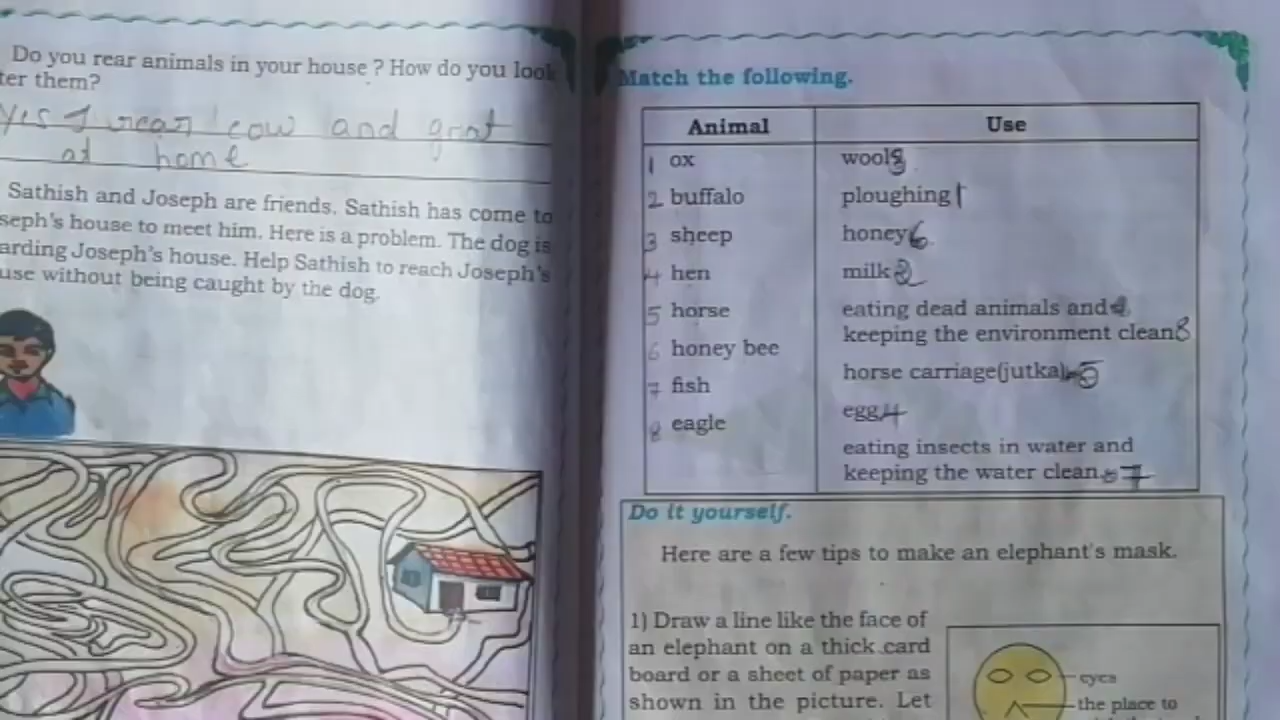 Do you rear animals in your house ? How do you look
ter them?
Yes I rear cow and goat
at home
Sathish and Joseph are friends. Sathish has come to
seph's house to meet him. Here is a problem. The dog is
arding Joseph's house. Help Sathish to reach Joseph's
use without being caught by the dog.
Match the following.
Animal Use
1 ox wool
2 buffalo ploughing 1
3 sheep honey 6
4 hen milk 2
5 horse eating dead animals and
keeping the environment clean 8
6 honey bee
horse carriage(jutka) 5
7 fish
egg 4
8 eagle
eating insects in water and
keeping the water clean. 7
Do it yourself.
Here are a few tips to make an elephant's mask.
1) Draw a line like the face of
an elephant on a thick card
board or a sheet of paper as
shown in the picture. Let
eyes
the place to